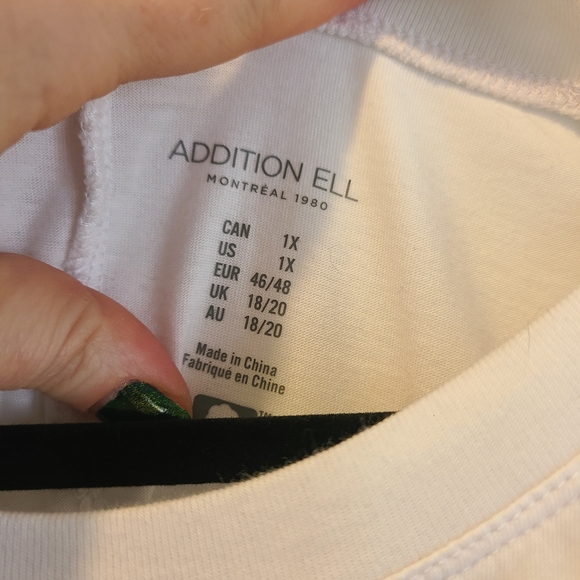 ADDITION ELL
MONTRÉAL 1980
CAN 1X
US 1X
EUR 46/48
UK 18/20
AU 18/20
Made in China
Fabriqué en Chine
TM